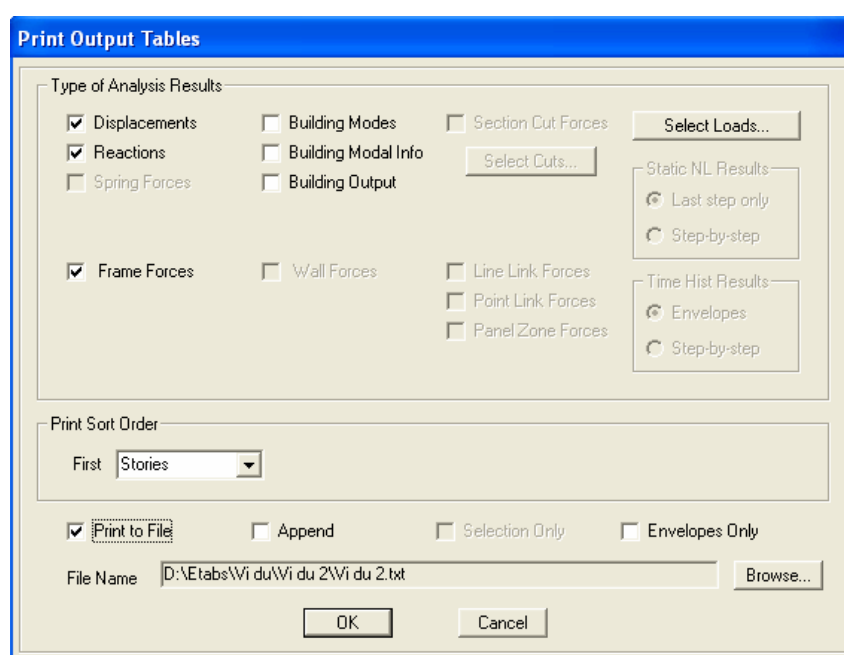 Print Output Tables
Type of Analysis Results
Displacements Building Modes Section Cut Forces Select Loads...
Reactions Building Modal Info Select Cuts...
Spring Forces Building Output Static NL Results
Last step only
Step-by-step
Frame Forces Wall Forces Line Link Forces Time Hist Results
Point Link Forces Envelopes
Panel Zone Forces Step-by-step
Print Sort Order
First Stories
Print to File Append Selection Only Envelopes Only
File Name D:\Etabs\Vi du\Vi du 2\Vi du 2.txt Browse...
OK Cancel